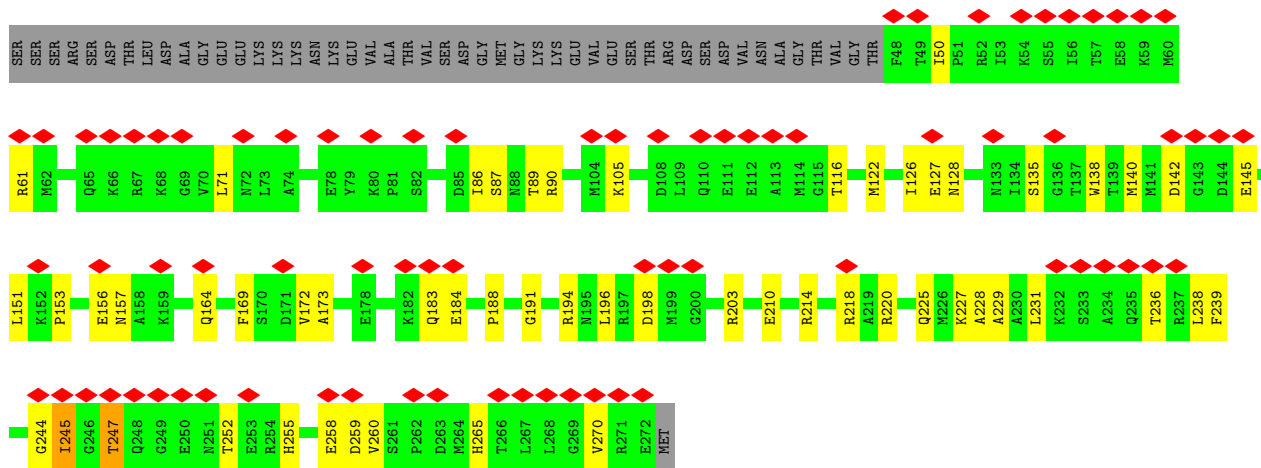 SER SER SER ARG SER ASP THR LEU ASP ALA GLY GLU GLU LYS LYS LYS ASN LYS GLU VAL ALA THR VAL SER ASP GLY MET GLY LYS LYS GLU VAL GLU SER THR ARG ASP SER ASP VAL ASN ALA GLY THR VAL GLY THR F48 T49 I50 P51 R52 I53 K54 S55 I56 T57 E58 K59 M60
R61 M62 Q65 K66 R67 K68 G69 V70 L71 N72 L73 A74 E78 Y79 K80 P81 S82 D85 I86 S87 N88 T89 R90 M104 K105 D108 L109 Q110 E111 E112 A113 M114 G115 T116 M122 I126 E127 N128 N133 I134 S135 G136 T137 W138 T139 M140 M141 D142 G143 D144 E145
L151 K152 P153 E156 N157 A158 K159 Q164 F169 S170 D171 V172 A173 E178 K182 Q183 E184 P188 G191 R194 N195 L196 R197 D198 M199 G200 R203 E210 R214 R218 A219 R220 Q225 M226 K227 A228 A229 A230 L231 K232 S233 A234 Q235 T236 R237 L238 F239
G244 I245 G246 T247 Q248 G249 E250 N251 T252 E253 R254 H255 E258 D259 V260 S261 P262 D263 M264 H265 T266 L267 L268 G269 V270 R271 E272 MET